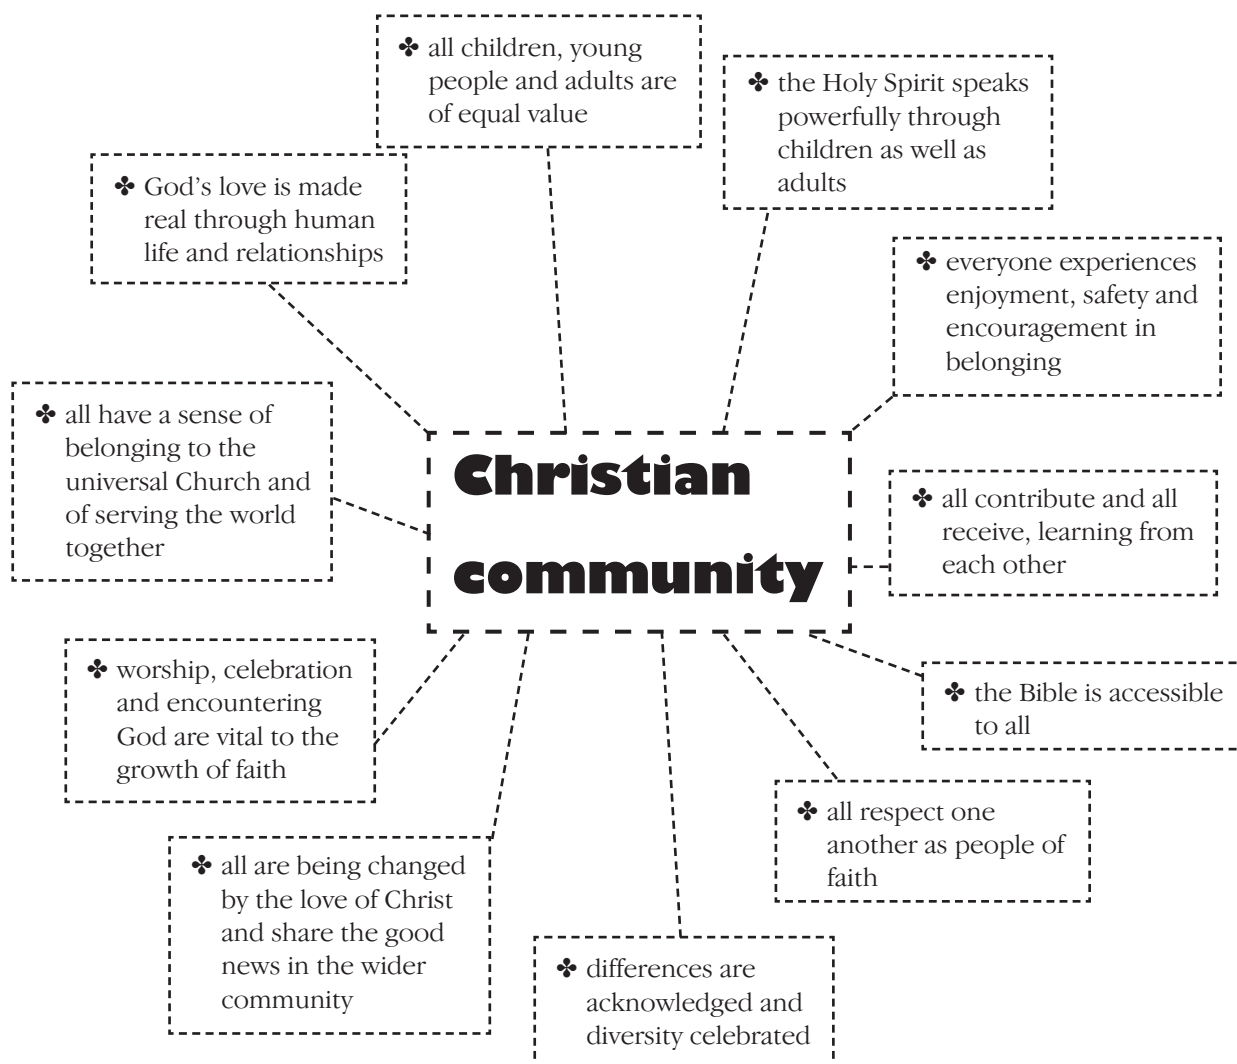 ✤ all children, young
people and adults are
of equal value
✤ the Holy Spirit speaks
powerfully through
children as well as
adults
✤ God’s love is made
real through human
life and relationships
✤ everyone experiences
enjoyment, safety and
encouragement in
belonging
✤ all have a sense of
belonging to the
universal Church and
of serving the world
together
Christian
community
✤ all contribute and all
receive, learning from
each other
✤ worship, celebration
and encountering
God are vital to the
growth of faith
✤ the Bible is accessible
to all
✤ all respect one
another as people of
faith
✤ all are being changed
by the love of Christ
and share the good
news in the wider
community
✤ differences are
acknowledged and
diversity celebrated